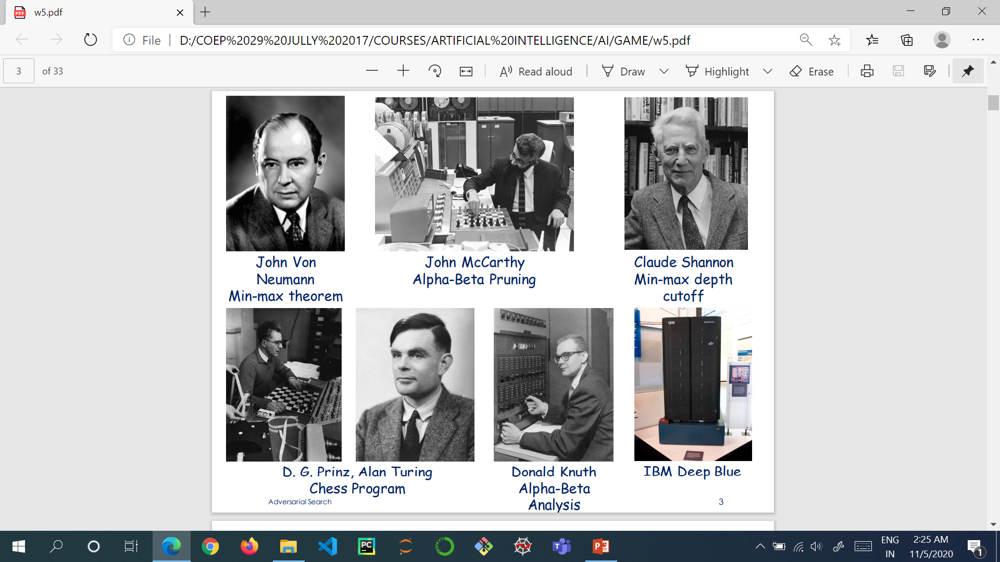 w5.pdf
File
D:/COEP%2029%20JULLY%202017/COURSES/ARTIFICIAL%20INTELLIGENCE/AI/GAME/w5.pdf
3 of 33
Read aloud
Draw
Highlight
Erase
John Von
Neumann
Min-max theorem
John McCarthy
Alpha-Beta Pruning
Claude Shannon
Min-max depth
cutoff
IBM
D. G. Prinz, Alan Turing
Chess Program
Donald Knuth
Alpha-Beta
Analysis
IBM Deep Blue
Adversarial Search
3
PC
ENG
IN
2:25 AM
11/5/2020
1